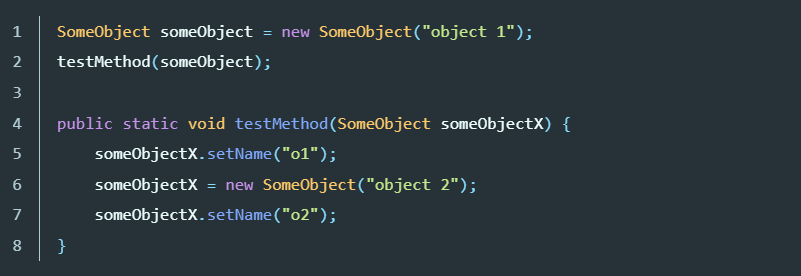 1 SomeObject someObject = new SomeObject("object 1");
2 testMethod(someObject);
3
4 public static void testMethod(SomeObject someObjectX) {
5     someObjectX.setName("o1");
6     someObjectX = new SomeObject("object 2");
7     someObjectX.setName("o2");
8 }